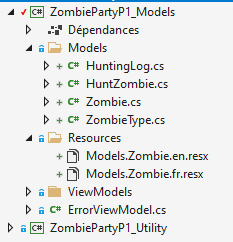 ZombiePartyP1_Models
Dépendances
Models
HuntingLog.cs
HuntZombie.cs
Zombie.cs
ZombieType.cs
Resources
Models.Zombie.en.resx
Models.Zombie.fr.resx
ViewModels
ErrorViewModel.cs
ZombiePartyP1_Utility